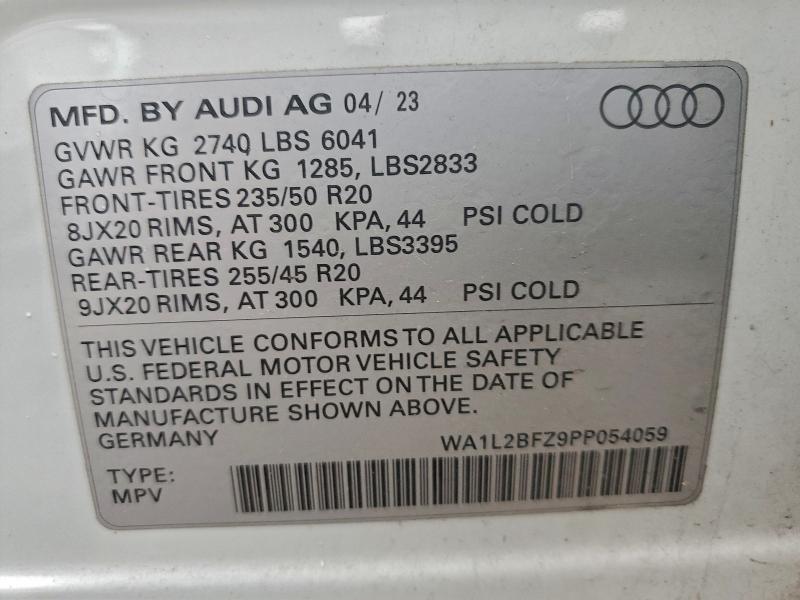 MFD. BY AUDI AG 04/ 23
GVWR KG 2740 LBS 6041
GAWR FRONT KG 1285, LBS2833
FRONT-TIRES 235/50 R20
8JX20 RIMS, AT 300 KPA, 44 PSI COLD
GAWR REAR KG 1540, LBS3395
REAR-TIRES 255/45 R20
9JX20 RIMS, AT 300 KPA, 44 PSI COLD
THIS VEHICLE CONFORMS TO ALL APPLICABLE
U.S. FEDERAL MOTOR VEHICLE SAFETY
STANDARDS IN EFFECT ON THE DATE OF
MANUFACTURE SHOWN ABOVE.
GERMANY WA1L2BFZ9PP054059
TYPE:
MPV